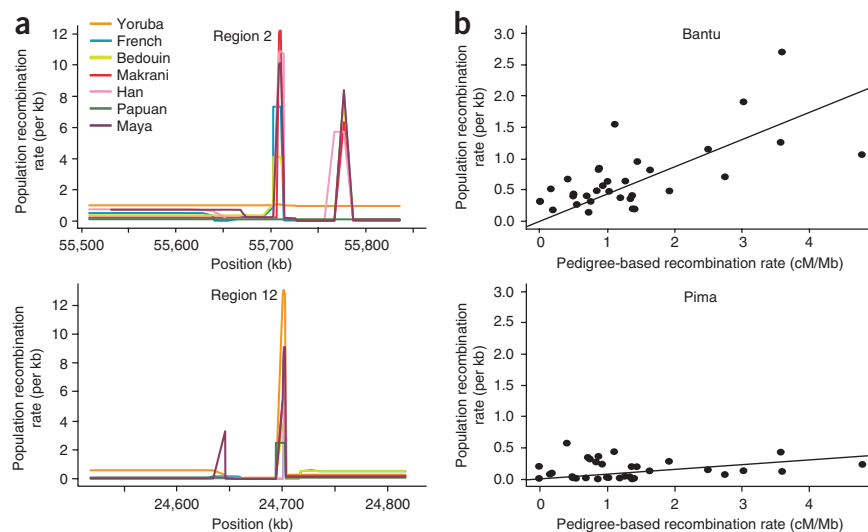 a
Region 2
Yoruba
French
Bedouin
Makrani
Han
Papuan
Maya
Population recombination
rate (per kb)
12
10
8
6
4
2
0
55,500
55,600
55,700
55,800
Position (kb)
Region 12
Population recombination
rate (per kb)
12
10
8
6
4
2
0
24,600
24,700
24,800
Position (kb)
b
Bantu
Population recombination
rate (per kb)
3.0
2.5
2.0
1.5
1.0
0.5
0.0
0
1
2
3
4
Pedigree-based recombination rate (cM/Mb)
Pima
Population recombination
rate (per kb)
3.0
2.5
2.0
1.5
1.0
0.5
0.0
0
1
2
3
4
Pedigree-based recombination rate (cM/Mb)